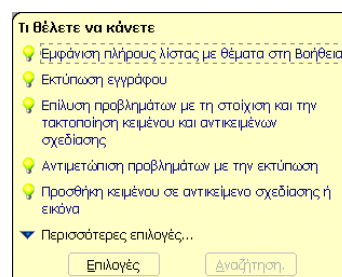 Τι θέλετε να κάνετε
Εμφάνιση πλήρους λίστας με θέματα στη Βοήθεια
Εκτύπωση εγγράφου
Επίλυση προβλημάτων με τη στοίχιση και την
τακτοποίηση κειμένου και αντικειμένων
σχεδίασης
Αντιμετώπιση προβλημάτων με την εκτύπωση
Προσθήκη κειμένου σε αντικείμενο σχεδίασης ή
εικόνα
Περισσότερες επιλογές...
Επιλογές
Αναζήτηση.